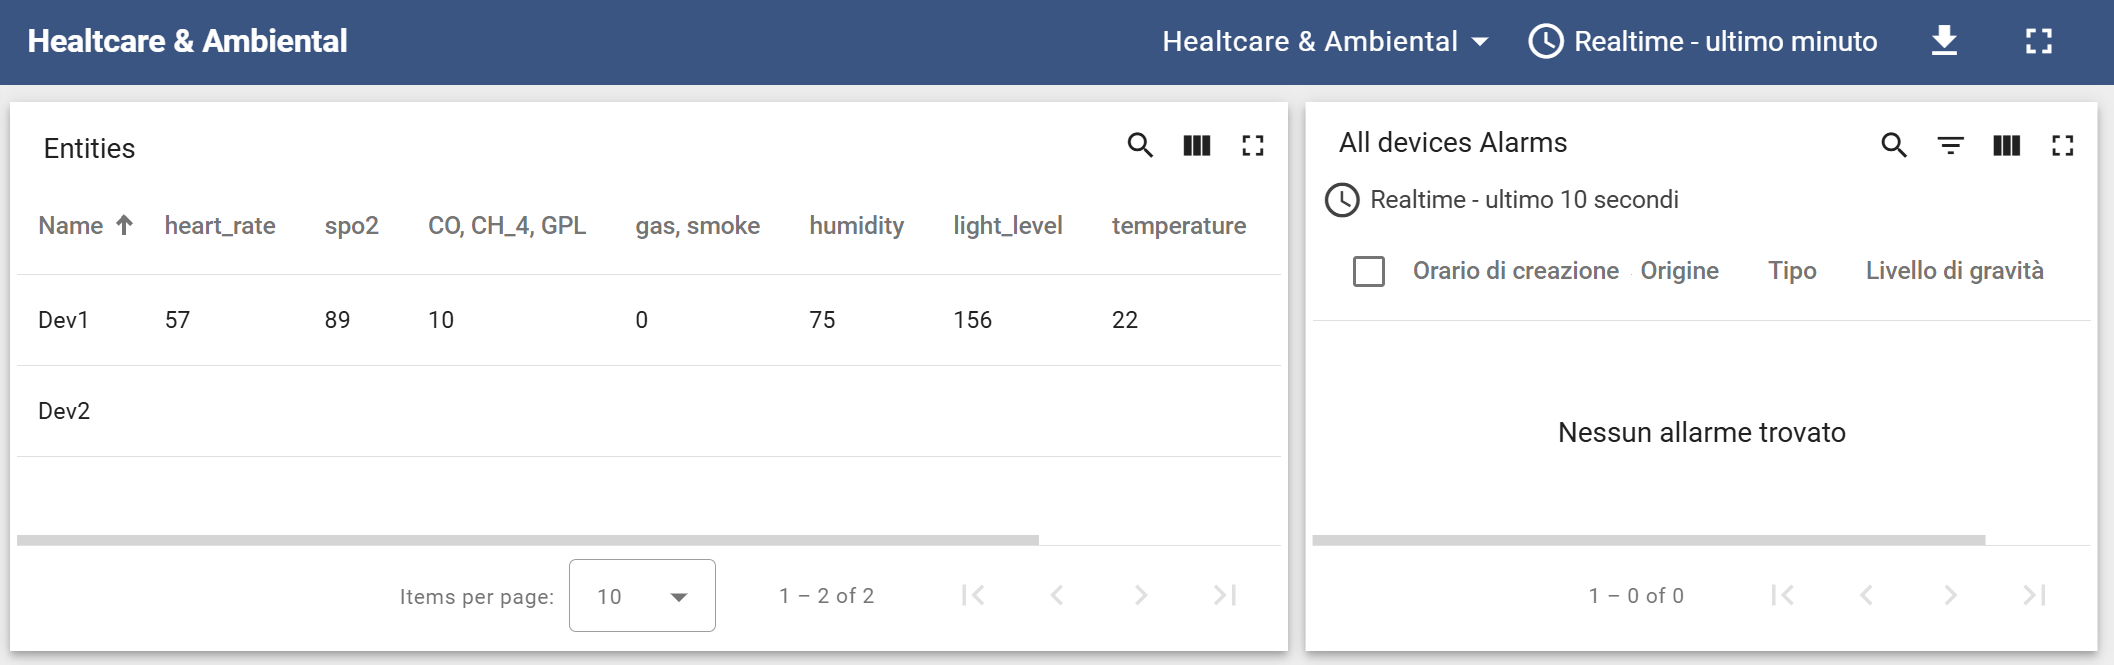 Healtcare & Ambiental
Healtcare & Ambiental
Realtime - ultimo minuto
Entities
Name heart_rate spo2 CO, CH_4, GPL gas, smoke humidity light_level temperature
Dev1 57 89 10 0 75 156 22
Dev2
Items per page: 10 1 – 2 of 2
All devices Alarms
Realtime - ultimo 10 secondi
Orario di creazione Origine Tipo Livello di gravità
Nessun allarme trovato
1 – 0 of 0